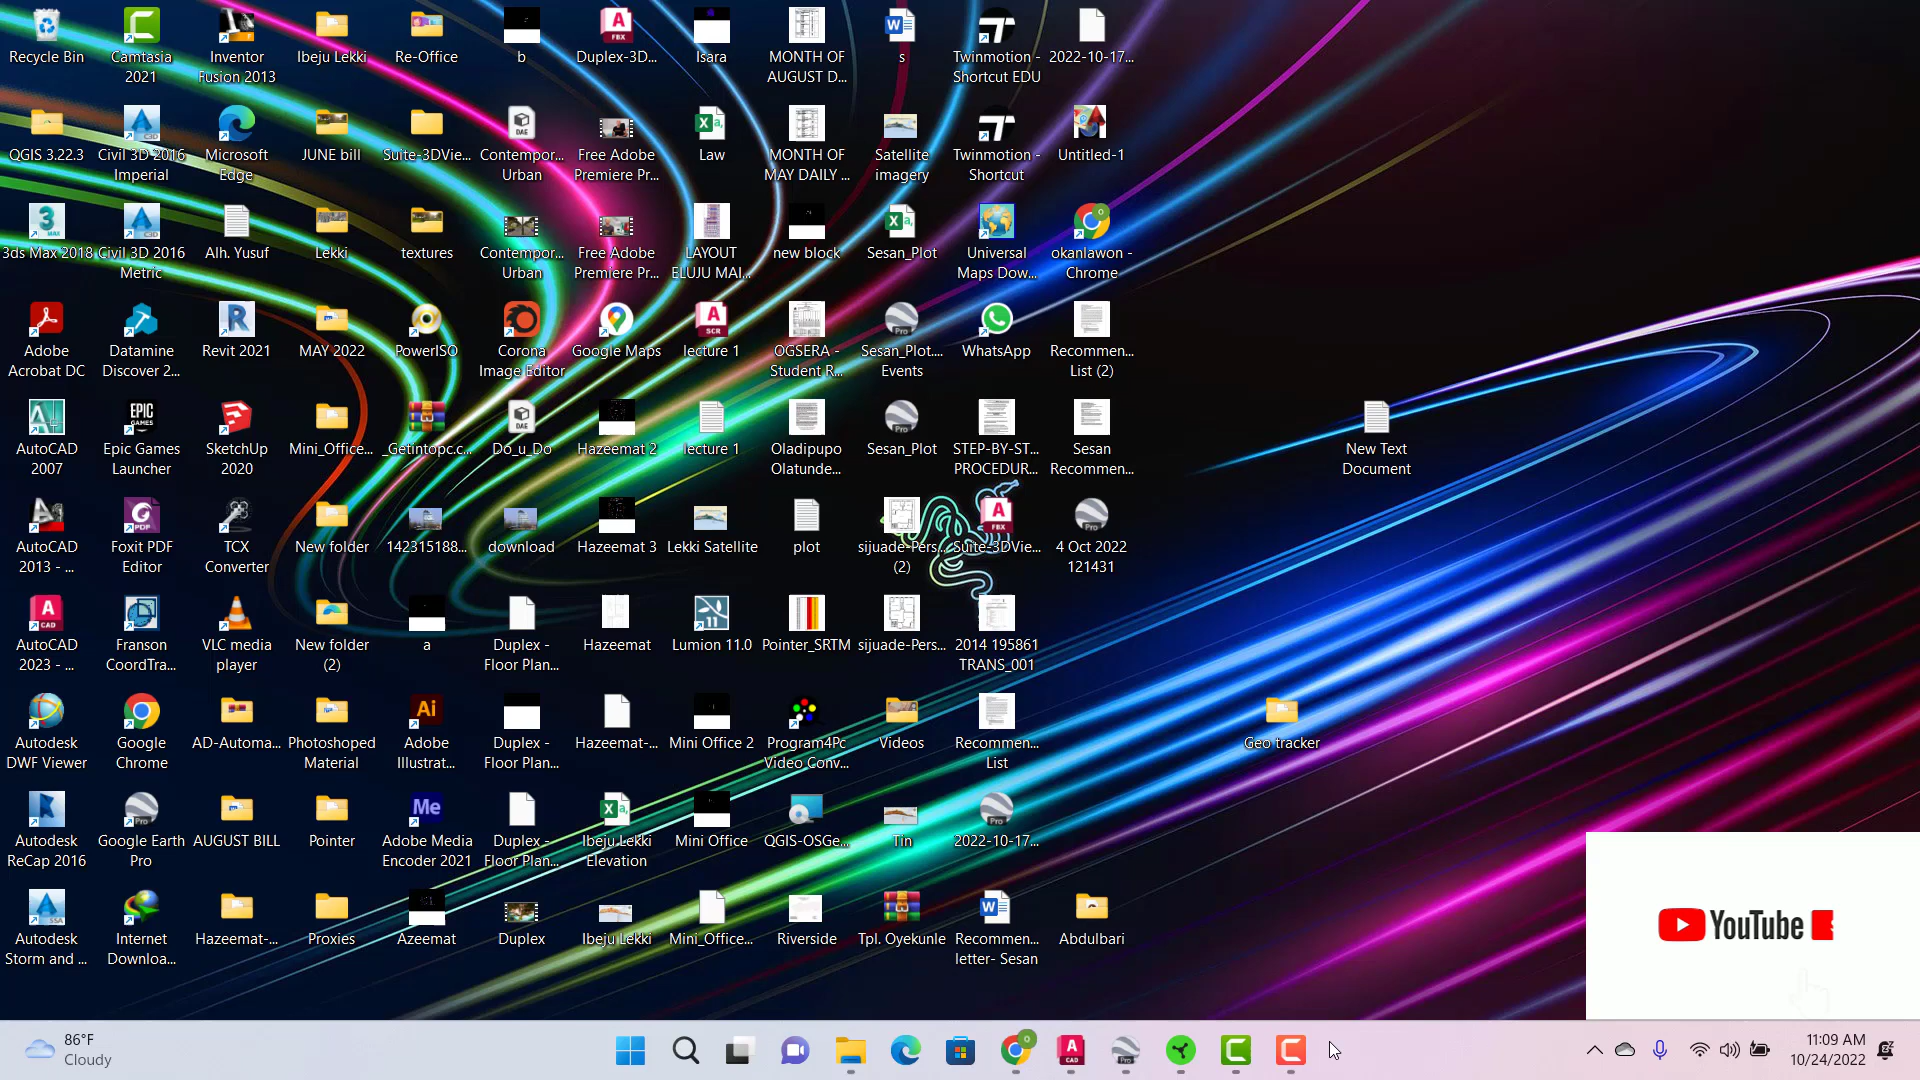 Recycle Bin
Camtasia
2021
Inventor
Fusion 2013
Ibeju Lekki
Re-Office
b
Duplex-3D...
Isara
MONTH OF
AUGUST D...
s
Twinmotion -
Shortcut EDU
2022-10-17...
QGIS 3.22.3
Civil 3D 2016
Imperial
Microsoft
Edge
JUNE bill
Suite-3DVie...
Contempor...
Urban
Free Adobe
Premiere Pr...
Law
MONTH OF
MAY DAILY ...
Satellite
imagery
Twinmotion -
Shortcut
Untitled-1
3ds Max 2018
Civil 3D 2016
Metric
Alh. Yusuf
Lekki
textures
Contempor...
Urban
Free Adobe
Premiere Pr...
LAYOUT
ELUJU MAI...
new block
Sesan_Plot
Universal
Maps Dow...
okanlawon -
Chrome
Adobe
Acrobat DC
Datamine
Discover 2...
Revit 2021
MAY 2022
PowerISO
Corona
Image Editor
Google Maps
lecture 1
OGSERA -
Student R...
Sesan_Plot....
Events
WhatsApp
Recommen...
List (2)
AutoCAD
2007
Epic Games
Launcher
SketchUp
2020
Mini_Office...
_Getintopc.c...
Do_u_Do
Hazeemat 2
lecture 1
Oladipupo
Olatunde...
Sesan_Plot
STEP-BY-ST...
PROCEDUR...
Sesan
Recommen...
New Text
Document
AutoCAD
2013 - ...
Foxit PDF
Editor
TCX
Converter
New folder
142315188...
download
Hazeemat 3
Lekki Satellite
plot
sijuade-Pers...
(2)
Suite-3DVie...
4 Oct 2022
121431
AutoCAD
2023 - ...
Franson
CoordTra...
VLC media
player
New folder
(2)
a
Duplex -
Floor Plan...
Hazeemat
Lumion 11.0
Pointer_SRTM
sijuade-Pers...
2014 195861
TRANS_001
Autodesk
DWF Viewer
Google
Chrome
AD-Automa...
Photoshoped
Material
Adobe
Illustrat...
Duplex -
Floor Plan...
Hazeemat-...
Mini Office 2
Program4Pc
Video Conv...
Videos
Recommen...
List
Geo tracker
Autodesk
ReCap 2016
Google Earth
Pro
AUGUST BILL
Pointer
Adobe Media
Encoder 2021
Duplex -
Floor Plan...
Ibeju Lekki
Elevation
Mini Office
QGIS-OSGe...
Tin
2022-10-17...
Autodesk
Storm and ...
Internet
Downloa...
Hazeemat-...
Proxies
Azeemat
Duplex
Ibeju Lekki
Mini_Office...
Riverside
Tpl. Oyekunle
Recommen...
letter- Sesan
Abdulbari
YouTube
86°F
Cloudy
11:09 AM
10/24/2022